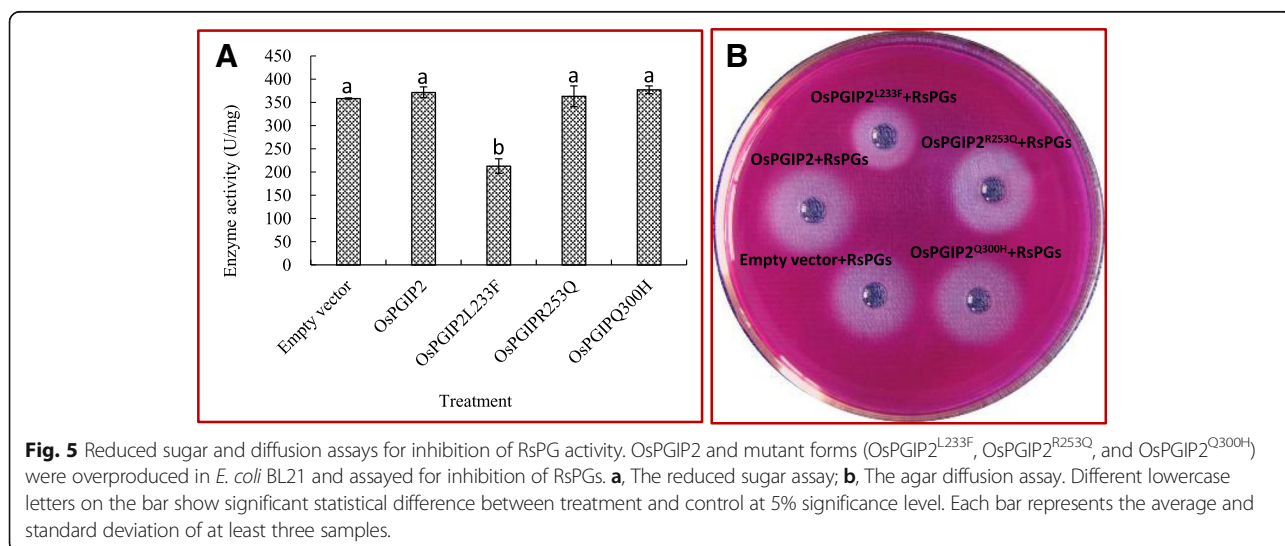 A
450
400
350
300
250
200
150
100
50
0
Enzyme activity (U/mg)
a
a
b
a
a
Empty vector
OsPGIP2
OsPGIP2L233F
OsPGIPR253Q
OsPGIPQ300H
Treatment
B
OsPGIP2L233F+RsPGs
OsPGIP2R253Q+RsPGs
OsPGIP2+RsPGs
Empty vector+RsPGs
OsPGIP2Q300H+RsPGs
Fig. 5 Reduced sugar and diffusion assays for inhibition of RsPG activity. OsPGIP2 and mutant forms (OsPGIP2L233F, OsPGIP2R253Q, and OsPGIP2Q300H)
were overproduced in E. coli BL21 and assayed for inhibition of RsPGs. a, The reduced sugar assay; b, The agar diffusion assay. Different lowercase
letters on the bar show significant statistical difference between treatment and control at 5% significance level. Each bar represents the average and
standard deviation of at least three samples.